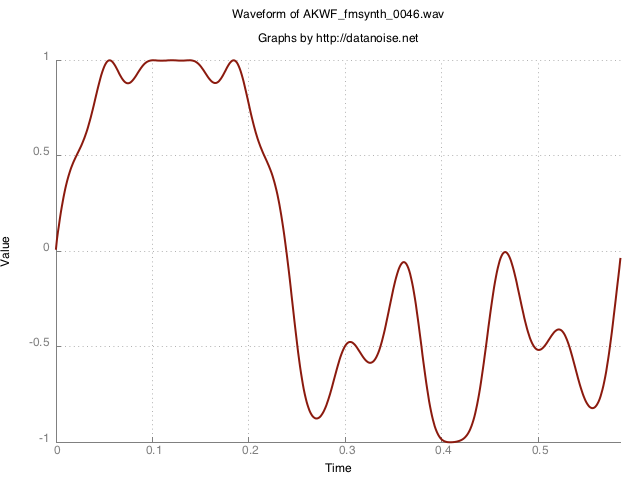 Waveform of AKWF_fmsynth_0046.wav
Graphs by http://datanoise.net
1
0.5
0
-0.5
-1
Value
0
0.1
0.2
0.3
0.4
0.5
Time